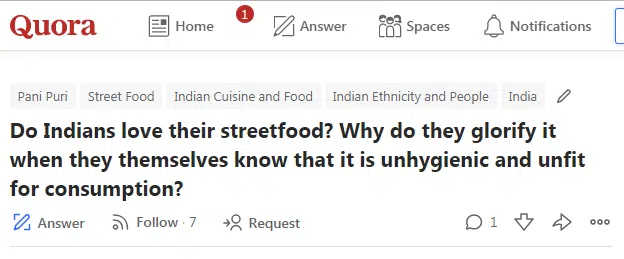 Quora Home 1 Answer Spaces Notifications
Pani Puri Street Food Indian Cuisine and Food Indian Ethnicity and People India
Do Indians love their streetfood? Why do they glorify it
when they themselves know that it is unhygienic and unfit
for consumption?
Answer Follow · 7 Request 1